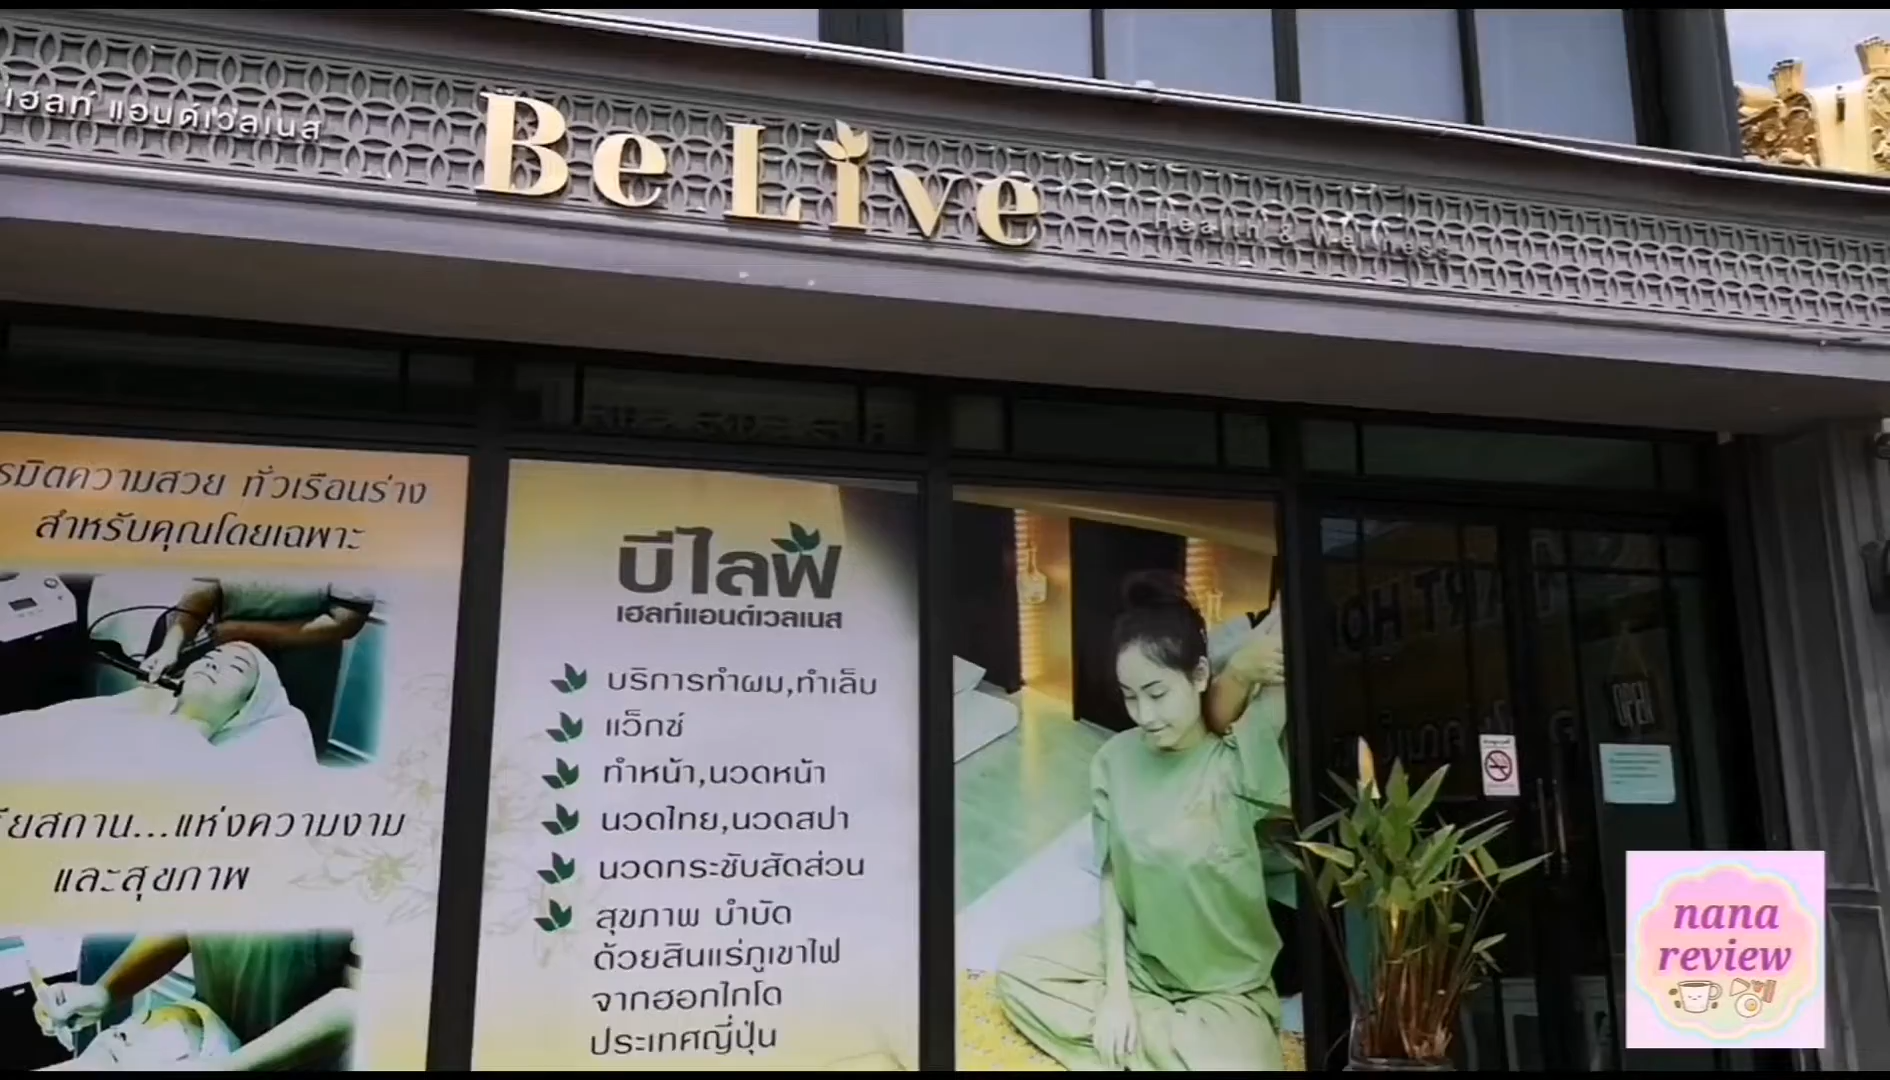 เฮลท์ แอนด์เวลเนส
Be Live
Health & Wellness
ความสวย ทั่วเรือนร่าง
สำหรับคุณโดยเฉพาะ
แห่งความงาม
และสุขภาพ
บีไลฟ์
เฮลท์แอนด์เวลเนส
บริการทำผม,ทำเล็บ
แว็กซ์
ทำหน้า,นวดหน้า
นวดไทย,นวดสปา
นวดกระชับสัดส่วน
สุขภาพ บำบัด
ด้วยสินแร่ภูเขาไฟ
จากฮอกไกโด
ประเทศญี่ปุ่น
OPEN
nana
review